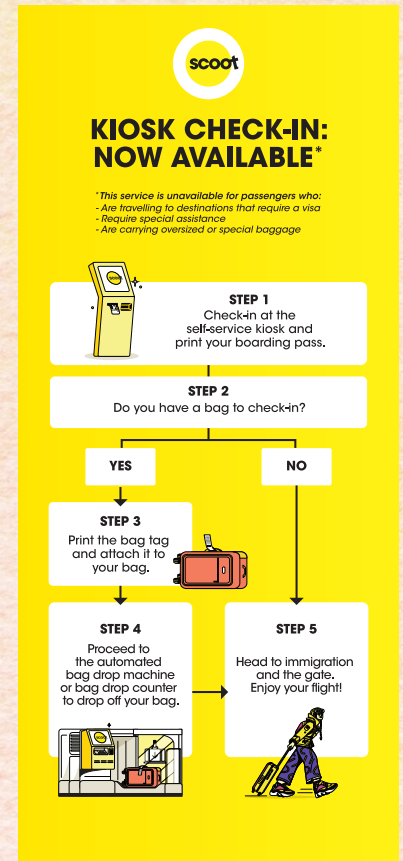 scoot
KIOSK CHECK-IN:
NOW AVAILABLE*
*This service is unavailable for passengers who:
- Are travelling to destinations that require a visa
- Require special assistance
- Are carrying oversized or special baggage
scoot
STEP 1
Check-in at the
self-service kiosk and
print your boarding pass.
STEP 2
Do you have a bag to check-in?
YES
NO
STEP 3
Print the bag tag
and attach it to
your bag.
STEP 4
Proceed to
the automated
bag drop machine
or bag drop counter
to drop off your bag.
STEP 5
Head to immigration
and the gate.
Enjoy your flight!